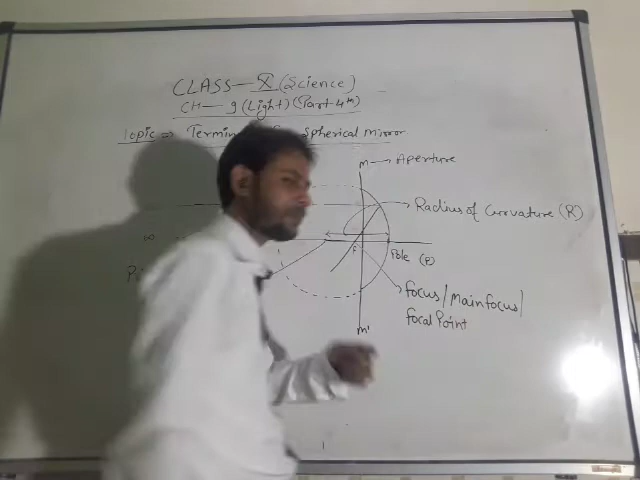 CLASS—X (Science)
CH—9 (Light) (Part 4th)
Topic ⇒ Termin Spherical mirror
M → Aperture
Radius of Curvature (R)
∞
F
Pole (P)
Focus/Main focus/
Focal Point
M'